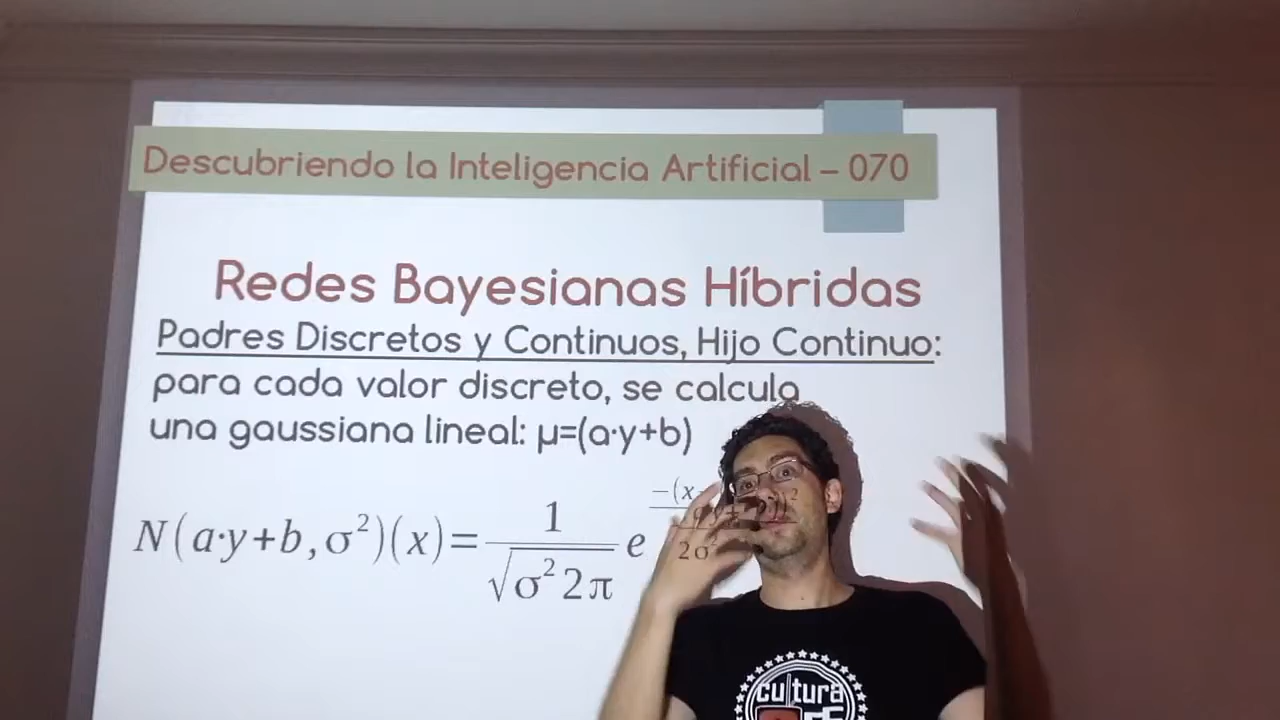 Descubriendo la Inteligencia Artificial – 070
Redes Bayesianas Híbridas
Padres Discretos y Continuos, Hijo Continuo:
para cada valor discreto, se calcula
una gaussiana lineal: μ=(a·y+b)
N(a·y+b,σ²)(x)= 1 / √σ²2π e
cultura